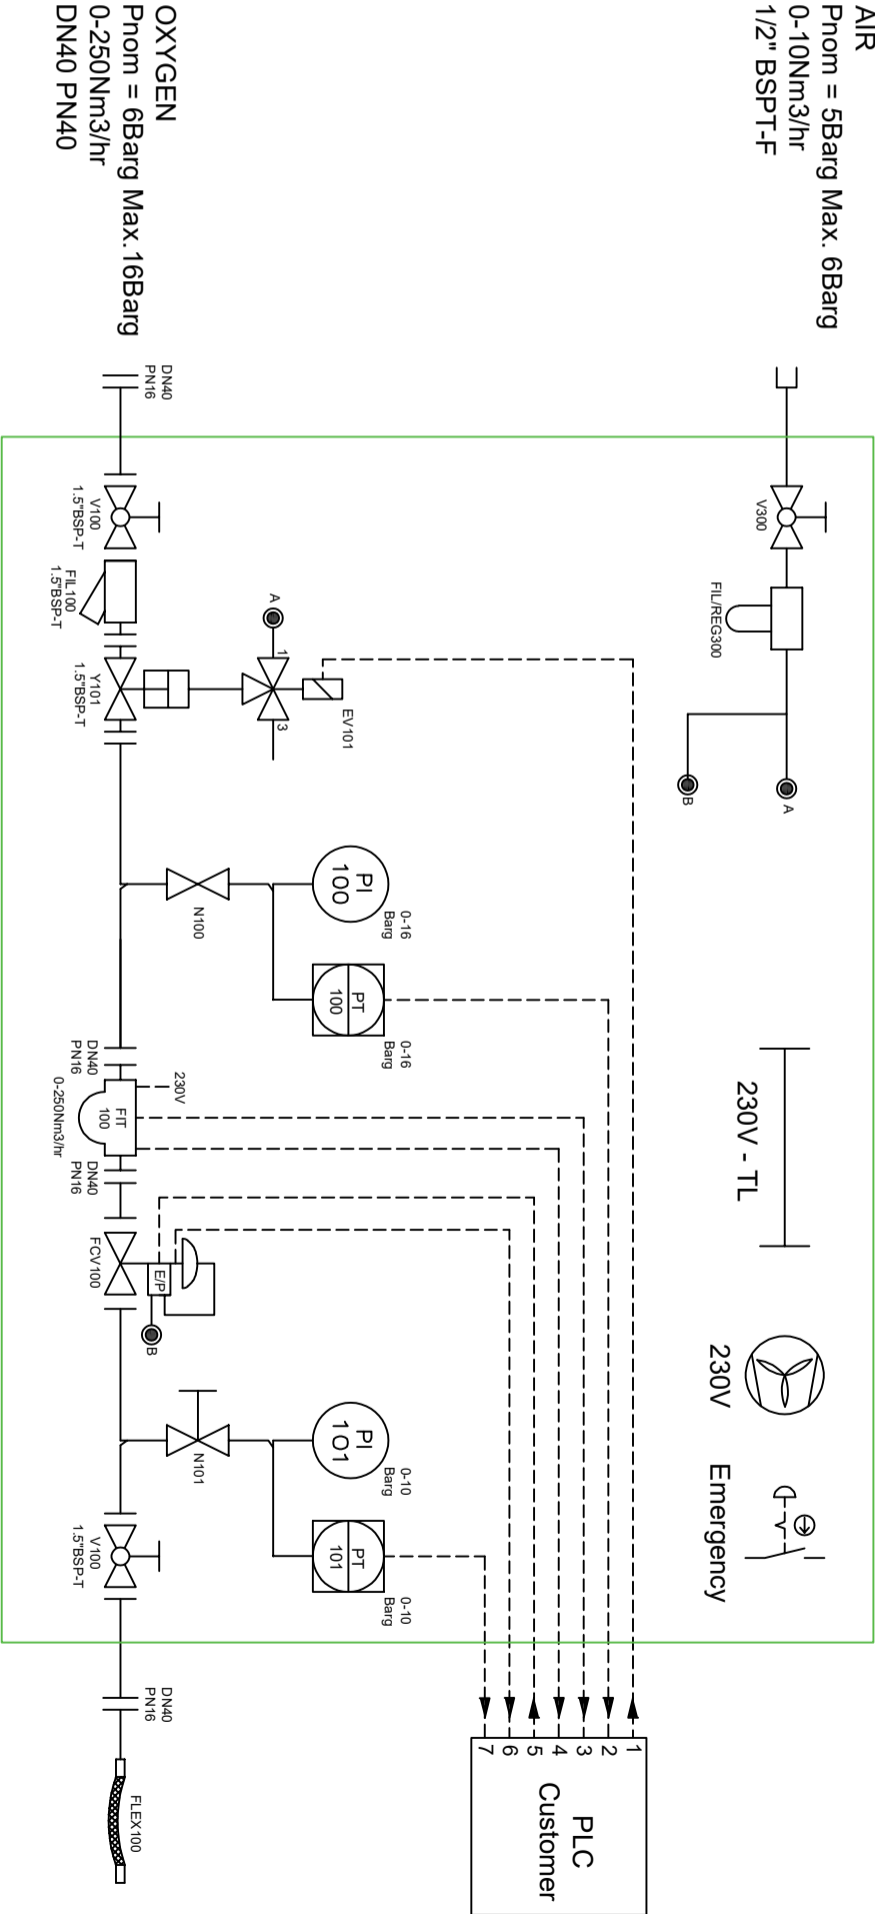 AIR
Pnom = 5Barg Max. 6Barg
0-10Nm3/hr
1/2" BSPT-F
V300
FIL/REG300
A
B
230V - TL
230V
Emergency
OXYGEN
Pnom = 6Barg Max.16Barg
0-250Nm3/hr
DN40 PN40
DN40
PN16
V100
1.5"BSP-T
FIL100
1.5"BSP-T
Y101
1.5"BSP-T
A
1
3
EV101
N100
PI
100
0-16
Barg
PT
100
0-16
Barg
DN40
PN16
230V
FIT
100
0-250Nm3/hr
DN40
PN16
FCV100
E/P
B
N101
PI
101
0-10
Barg
PT
101
0-10
Barg
V100
1.5"BSP-T
DN40
PN16
FLEX100
1
2
3
4
5
6
7
PLC
Customer